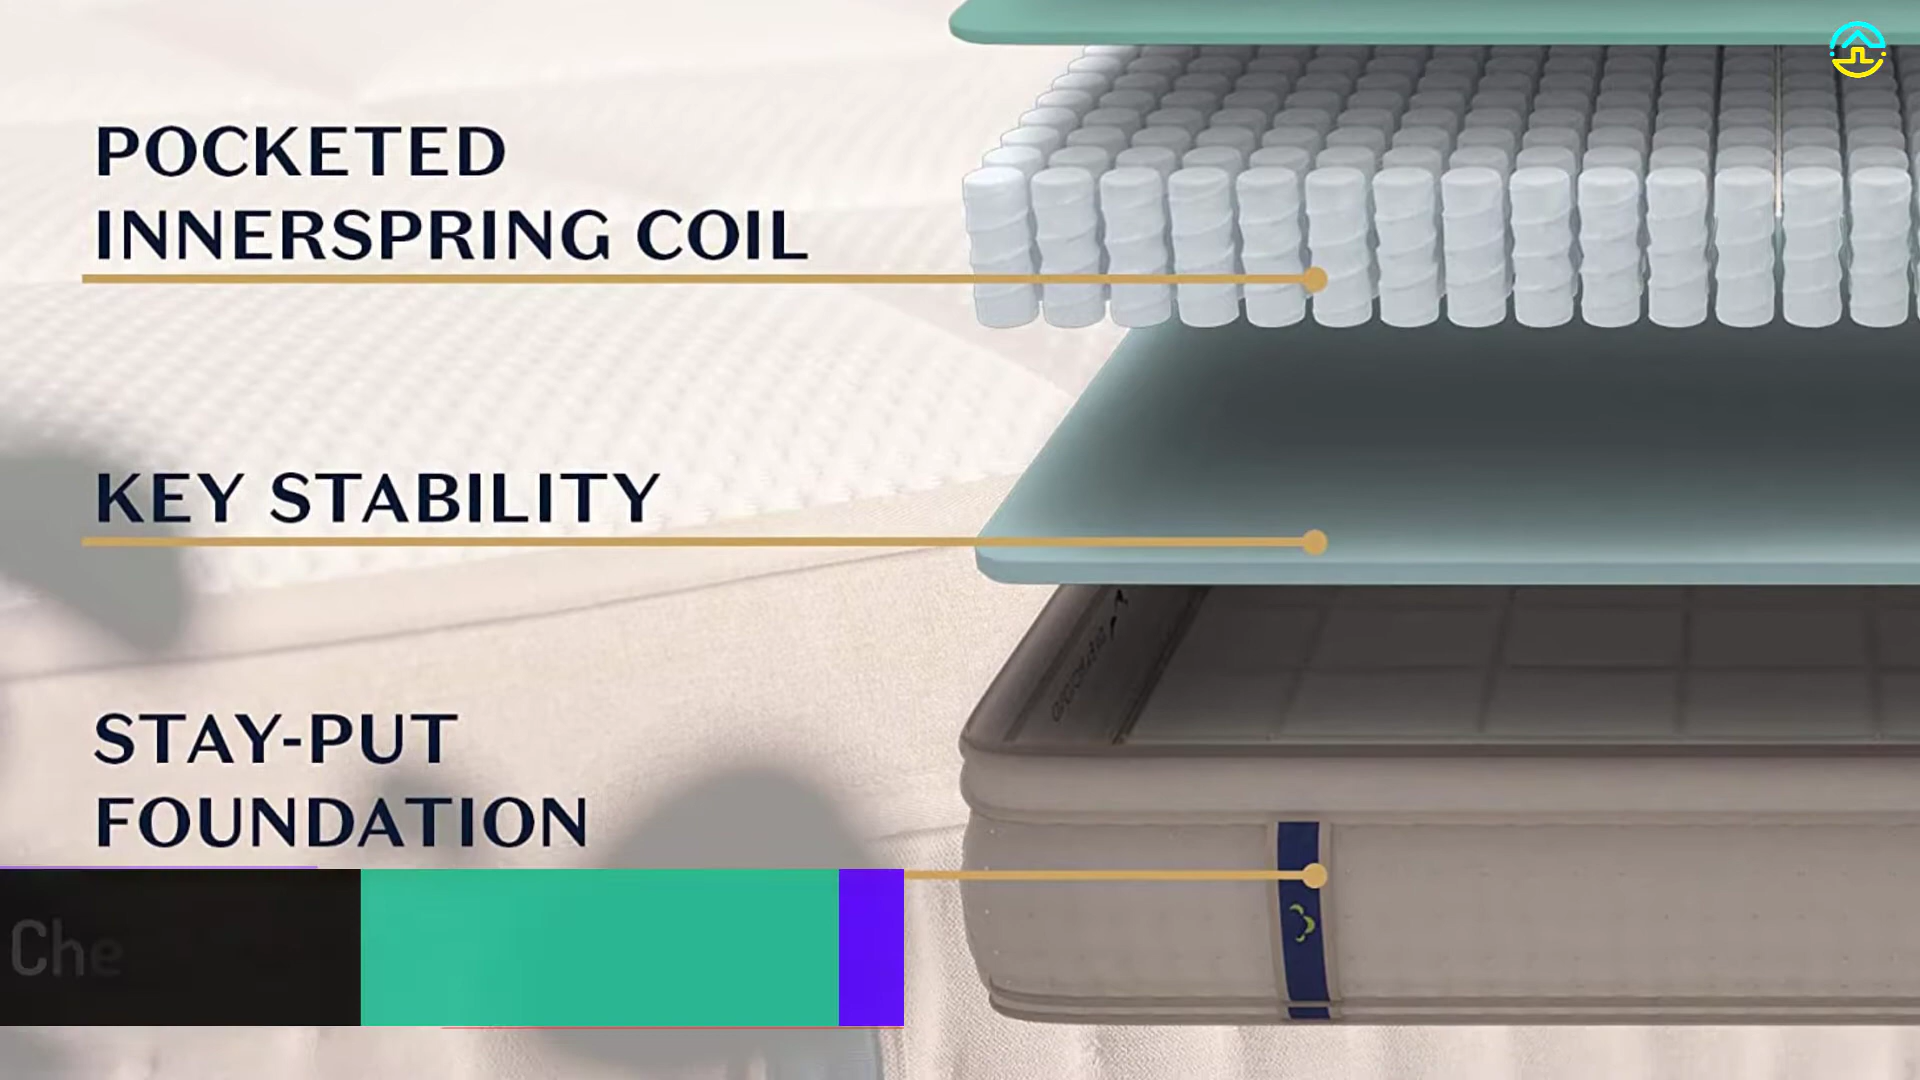 POCKETED
INNERSPRING COIL
KEY STABILITY
STAY-PUT
FOUNDATION
Che